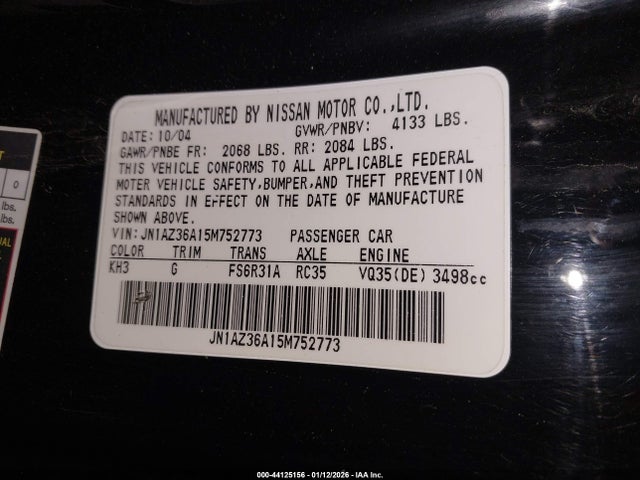 MANUFACTURED BY NISSAN MOTOR CO.,LTD.
DATE: 10/04 GVWR/PNBV: 4133 LBS.
GAWR/PNBE FR: 2068 LBS. RR: 2084 LBS.
THIS VEHICLE CONFORMS TO ALL APPLICABLE FEDERAL
MOTOR VEHICLE SAFETY,BUMPER,AND THEFT PREVENTION
STANDARDS IN EFFECT ON THE DATE OF MANUFACTURE
SHOWN ABOVE.
VIN:JN1AZ36A15M752773 PASSENGER CAR
COLOR TRIM TRANS AXLE ENGINE
KH3 G FS6R31A RC35 VQ35(DE) 3498cc
JN1AZ36A15M752773
0
lbs.
lbs.
000-44125156 - 01/12/2026 - IAA Inc.